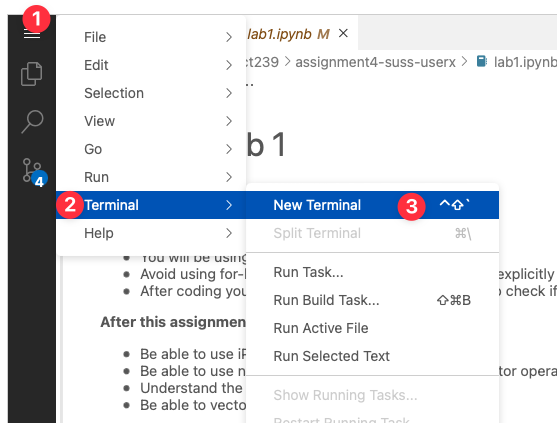 1
lab1.ipynb M ×
File
Edit
ct239 > assignment4-suss-userx > lab1.ipynb
Selection
...
View
Go
b 1
Run
4
2 Terminal
New Terminal 3 ^⇧`
Help
Split Terminal ⌘\
You will be using
Run Task...
Avoid using for- explicitly
After coding you Run Build Task... ⇧⌘B to check if
After this assignmen
Run Active File
Be able to use iP
Run Selected Text
Be able to use n tor opera
Understand the
Show Running Tasks...
Be able to vecto
Restart Running Task